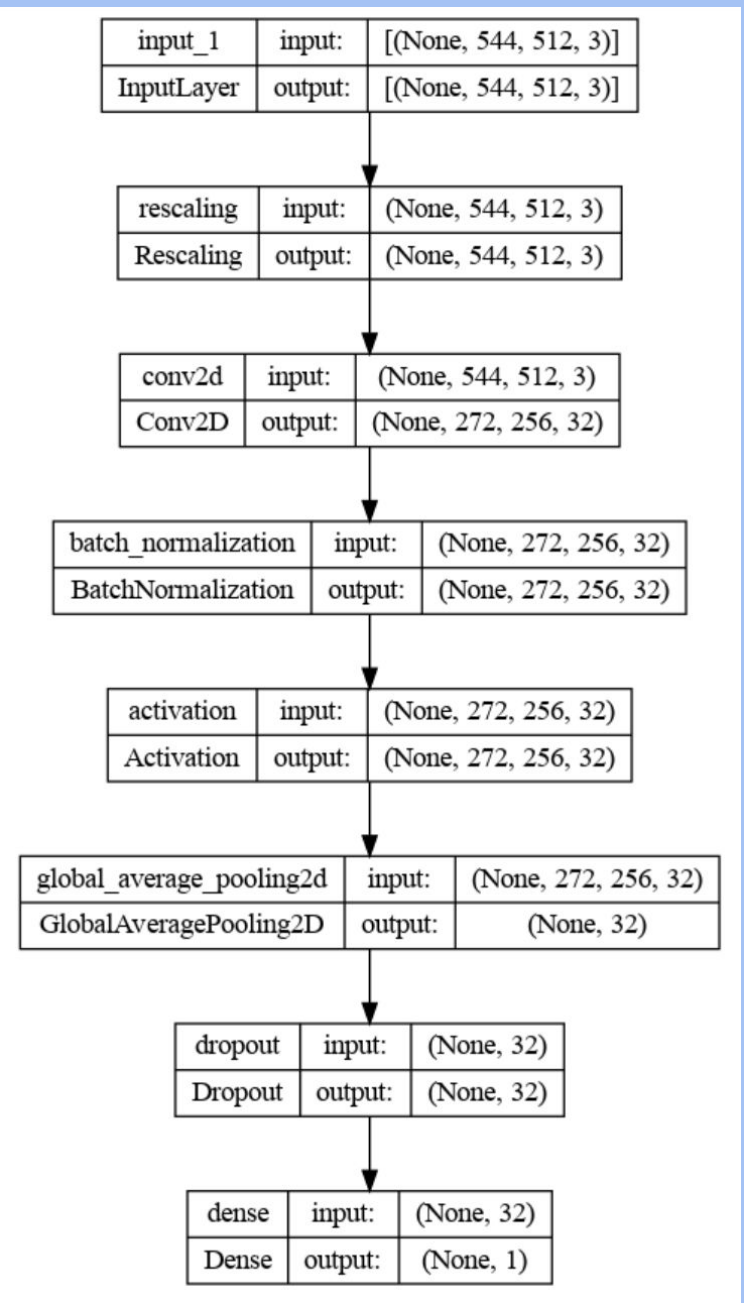 input_1 input: [(None, 544, 512, 3)]
InputLayer output: [(None, 544, 512, 3)]
rescaling input: (None, 544, 512, 3)
Rescaling output: (None, 544, 512, 3)
conv2d input: (None, 544, 512, 3)
Conv2D output: (None, 272, 256, 32)
batch_normalization input: (None, 272, 256, 32)
BatchNormalization output: (None, 272, 256, 32)
activation input: (None, 272, 256, 32)
Activation output: (None, 272, 256, 32)
global_average_pooling2d input: (None, 272, 256, 32)
GlobalAveragePooling2D output: (None, 32)
dropout input: (None, 32)
Dropout output: (None, 32)
dense input: (None, 32)
Dense output: (None, 1)